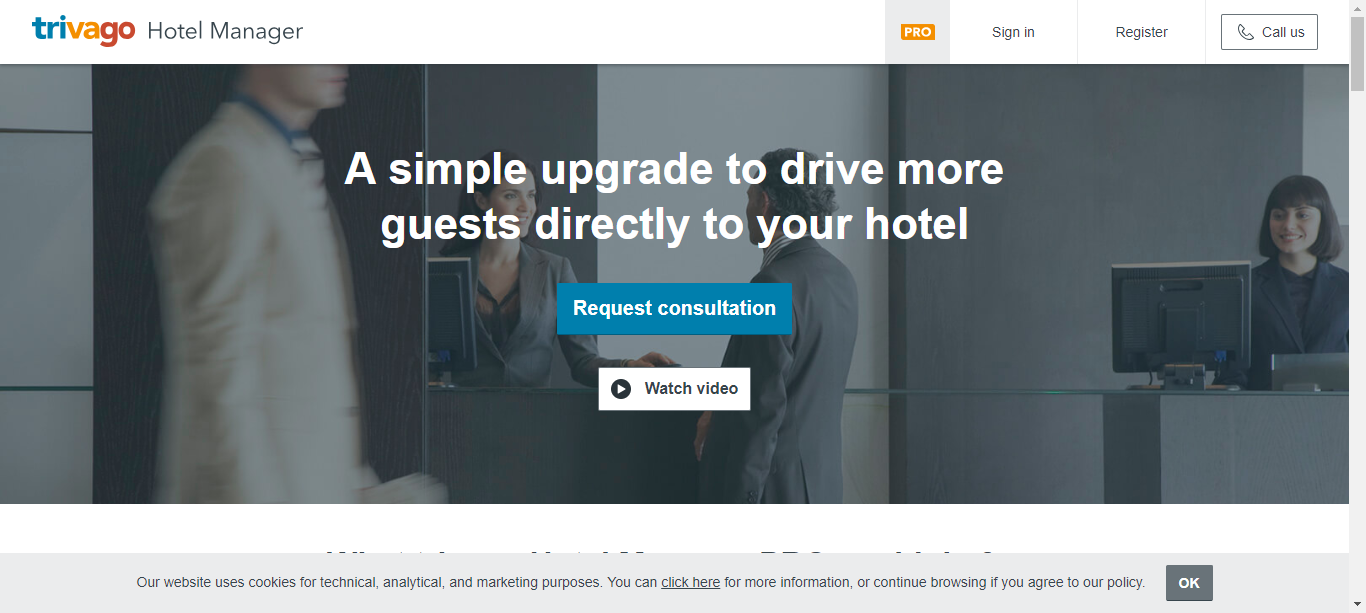 trivago Hotel Manager
PRO
Sign in
Register
Call us
A simple upgrade to drive more
guests directly to your hotel
Request consultation
Watch video
Our website uses cookies for technical, analytical, and marketing purposes. You can click here for more information, or continue browsing if you agree to our policy.
OK